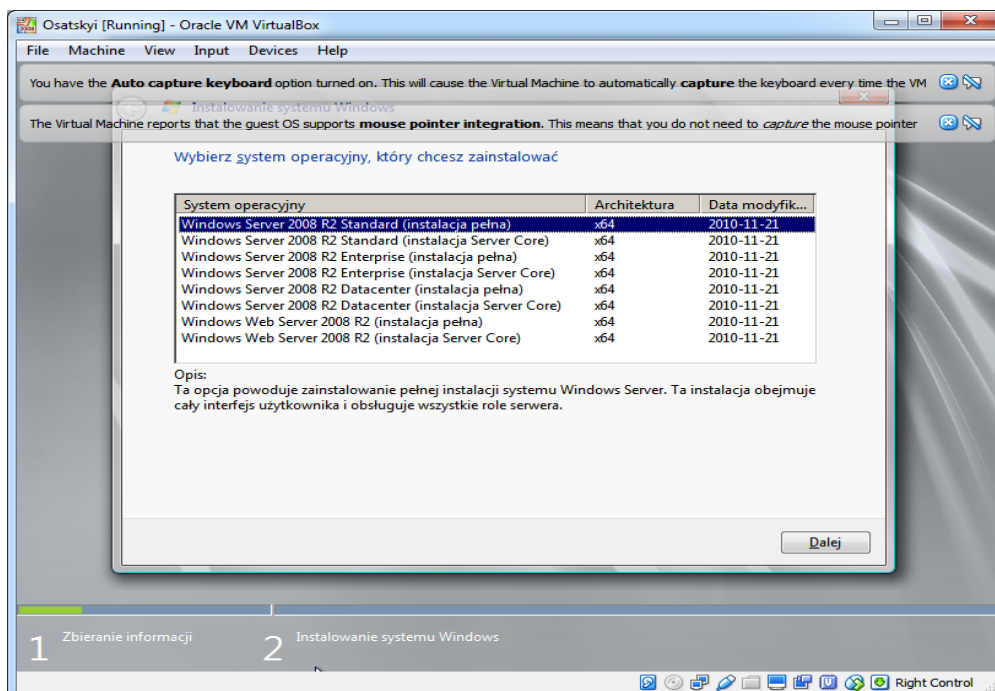 Osatskyi [Running] - Oracle VM VirtualBox
File Machine View Input Devices Help
You have the Auto capture keyboard option turned on. This will cause the Virtual Machine to automatically capture the keyboard every time the VM
Instalowanie systemu Windows
The Virtual Machine reports that the guest OS supports mouse pointer integration. This means that you do not need to capture the mouse pointer
Wybierz system operacyjny, który chcesz zainstalować
System operacyjny Architektura Data modyfik...
Windows Server 2008 R2 Standard (instalacja pełna) x64 2010-11-21
Windows Server 2008 R2 Standard (instalacja Server Core) x64 2010-11-21
Windows Server 2008 R2 Enterprise (instalacja pełna) x64 2010-11-21
Windows Server 2008 R2 Enterprise (instalacja Server Core) x64 2010-11-21
Windows Server 2008 R2 Datacenter (instalacja pełna) x64 2010-11-21
Windows Server 2008 R2 Datacenter (instalacja Server Core) x64 2010-11-21
Windows Web Server 2008 R2 (instalacja pełna) x64 2010-11-21
Windows Web Server 2008 R2 (instalacja Server Core) x64 2010-11-21
Opis:
Ta opcja powoduje zainstalowanie pełnej instalacji systemu Windows Server. Ta instalacja obejmuje
cały interfejs użytkownika i obsługuje wszystkie role serwera.
Dalej
1 Zbieranie informacji 2 Instalowanie systemu Windows
Right Control